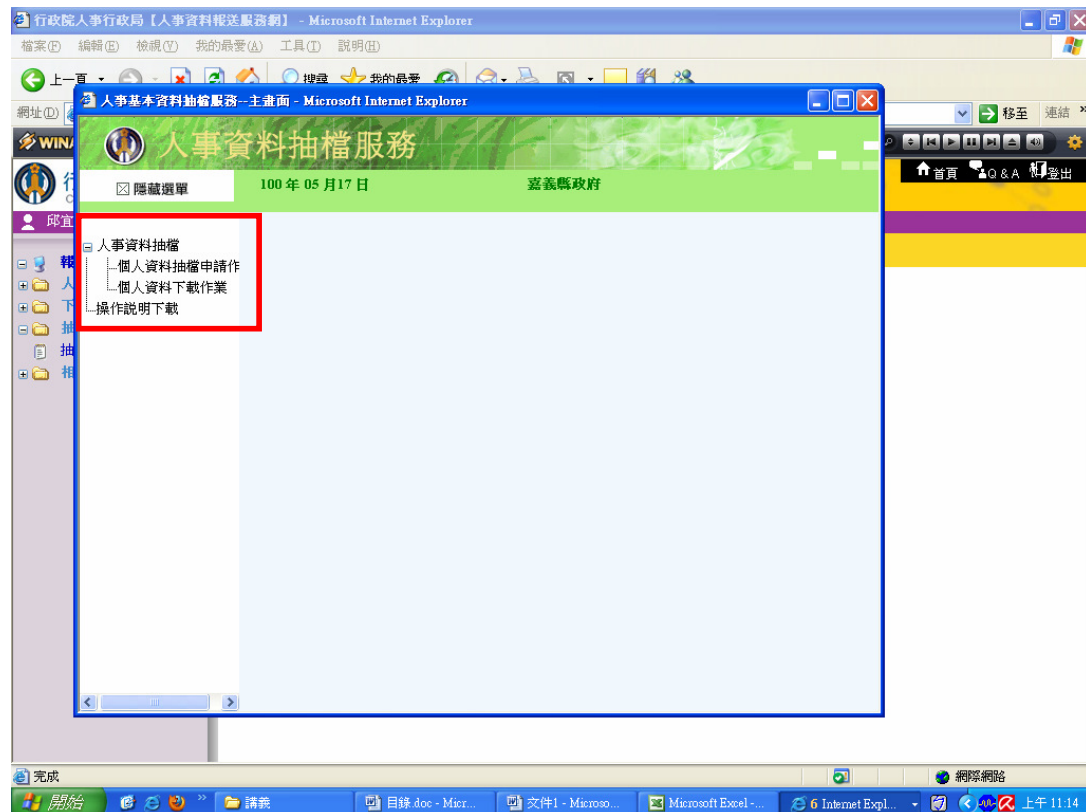 行政院人事行政局【人事資料報送服務網】 - Microsoft Internet Explorer
檔案(F) 編輯(E) 檢視(V) 我的最愛(A) 工具(T) 說明(H)
上一頁 搜尋 我的最愛
網址(D) 移至 連結
人事基本資料抽檔服務--主畫面 - Microsoft Internet Explorer
人事資料抽檔服務
首頁 Q & A 登出
隱藏選單 100 年 05 月17 日 嘉義縣政府
人事資料抽檔
個人資料抽檔申請作
個人資料下載作業
操作說明下載
完成 網際網路
開始 講義 目錄.doc - Micr... 文件1 - Microso... Microsoft Excel -... 6 Internet Expl... 上午 11:14